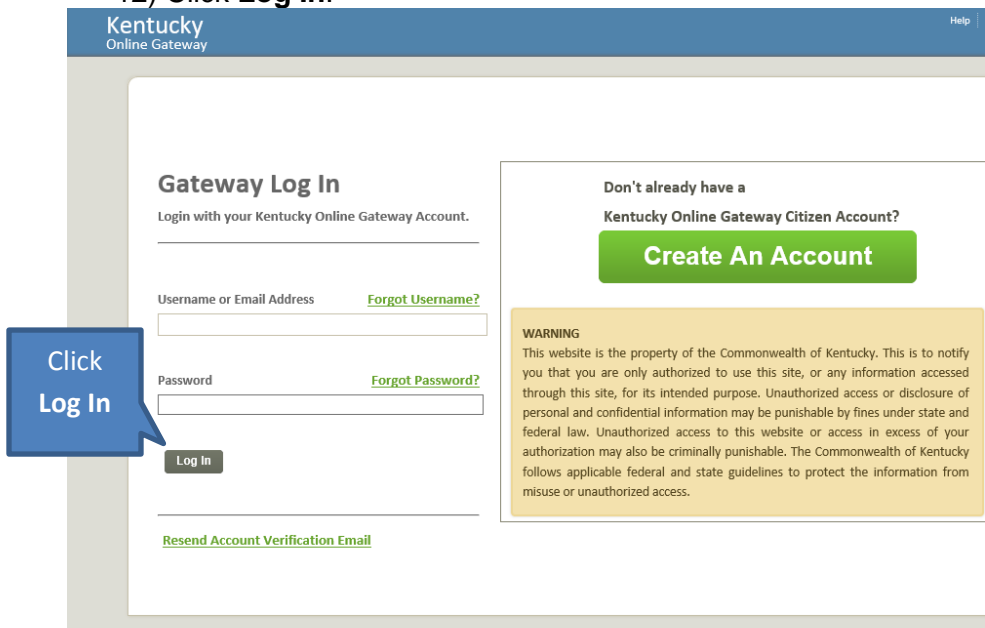 12) Click Log In.
Kentucky
Online Gateway
Help
Gateway Log In
Login with your Kentucky Online Gateway Account.
Username or Email Address Forgot Username?
Password Forgot Password?
Log In
Resend Account Verification Email
Click
Log In
Don't already have a
Kentucky Online Gateway Citizen Account?
Create An Account
WARNING
This website is the property of the Commonwealth of Kentucky. This is to notify
you that you are only authorized to use this site, or any information accessed
through this site, for its intended purpose. Unauthorized access or disclosure of
personal and confidential information may be punishable by fines under state and
federal law. Unauthorized access to this website or access in excess of your
authorization may also be criminally punishable. The Commonwealth of Kentucky
follows applicable federal and state guidelines to protect the information from
misuse or unauthorized access.